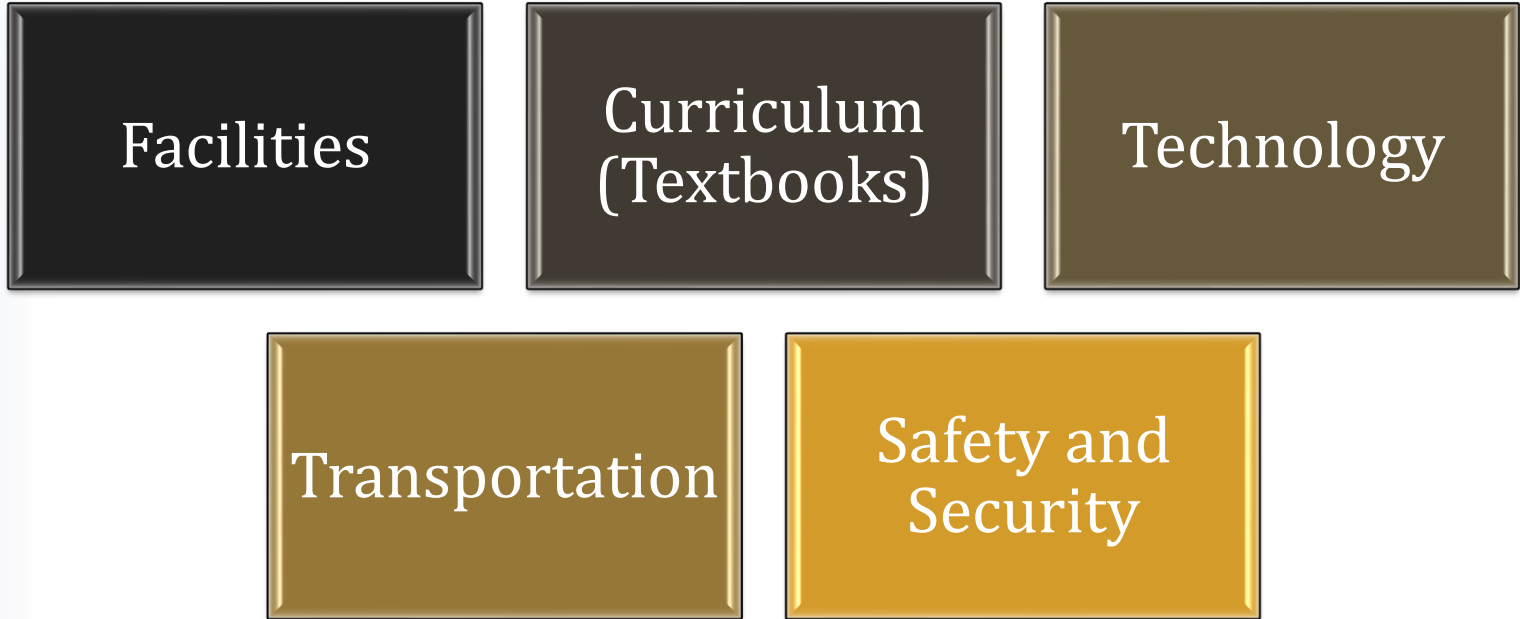 Facilities
Curriculum
(Textbooks)
Technology
Transportation
Safety and
Security